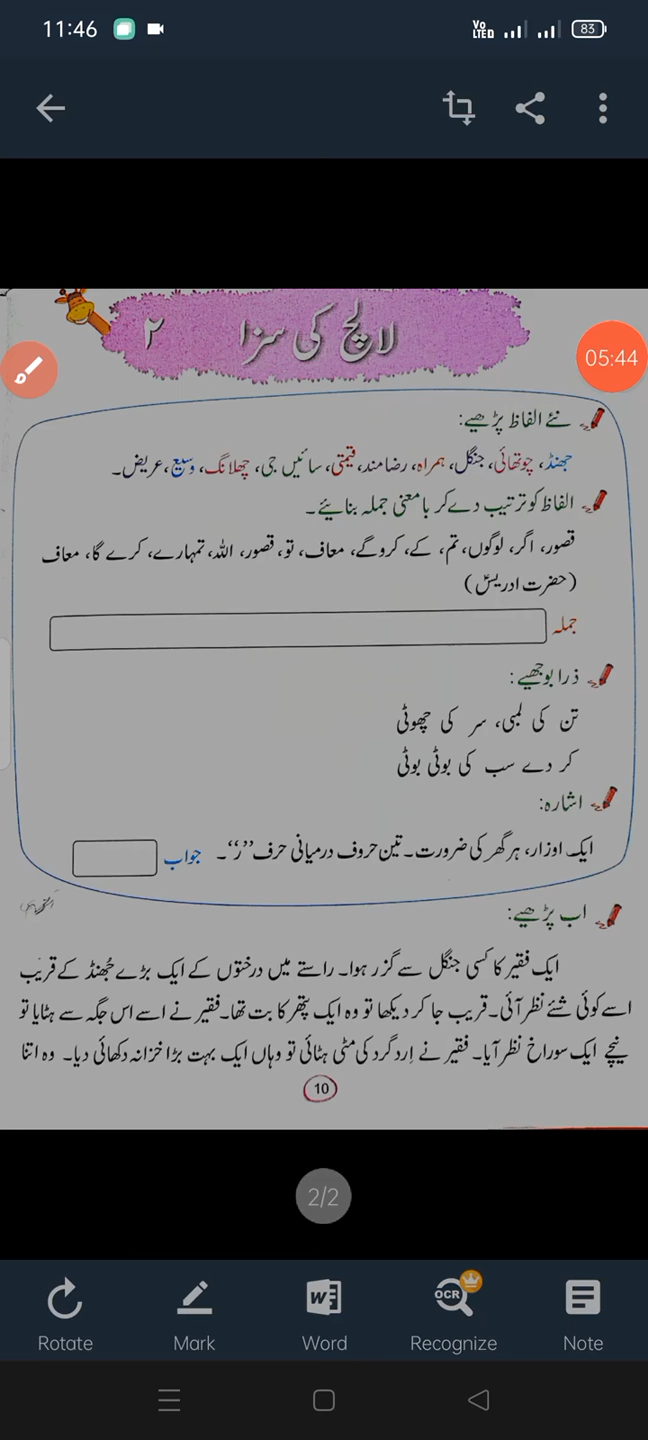 11:46
Vo LTE
83
لالچ کی سزا ۲
05:44
نئے الفاظ پڑھیے:
جھنڈ، چوتھائی، جنگل، ہمراہ، رضامند، قیمتی، سائیں جی، چھلانگ، وسیع، عریض۔
الفاظ کو ترتیب دے کر بامعنی جملہ بنائیے۔
قصور، اگر، لوگوں، تم، کے، کروگے، معاف، تو، قصور، اللہ، تمہارے، کرے گا، معاف
(حضرت ادریسؑ)
جملہ
ذرا بوجھیے:
تن کی لمبی، سر کی چھوٹی
کر دے سب کی بوٹی بوٹی
اشارہ:
ایک اوزار، ہر گھر کی ضرورت۔ تین حروف درمیانی حرف ”ر“۔ جواب
اب پڑھیے:
ایک فقیر کا کسی جنگل سے گزر ہوا۔ راستے میں درختوں کے ایک بڑے جُھنڈ کے قریب
اسے کوئی شئے نظر آئی۔ قریب جا کر دیکھا تو وہ ایک پتھر کا بت تھا۔ فقیر نے اسے اس جگہ سے ہٹایا تو
نیچے ایک سوراخ نظر آیا۔ فقیر نے اِرد گرد کی مٹی ہٹائی تو وہاں ایک بہت بڑا خزانہ دکھائی دیا۔ وہ اتنا
10
2/2
W
OCR
Rotate Mark Word Recognize Note